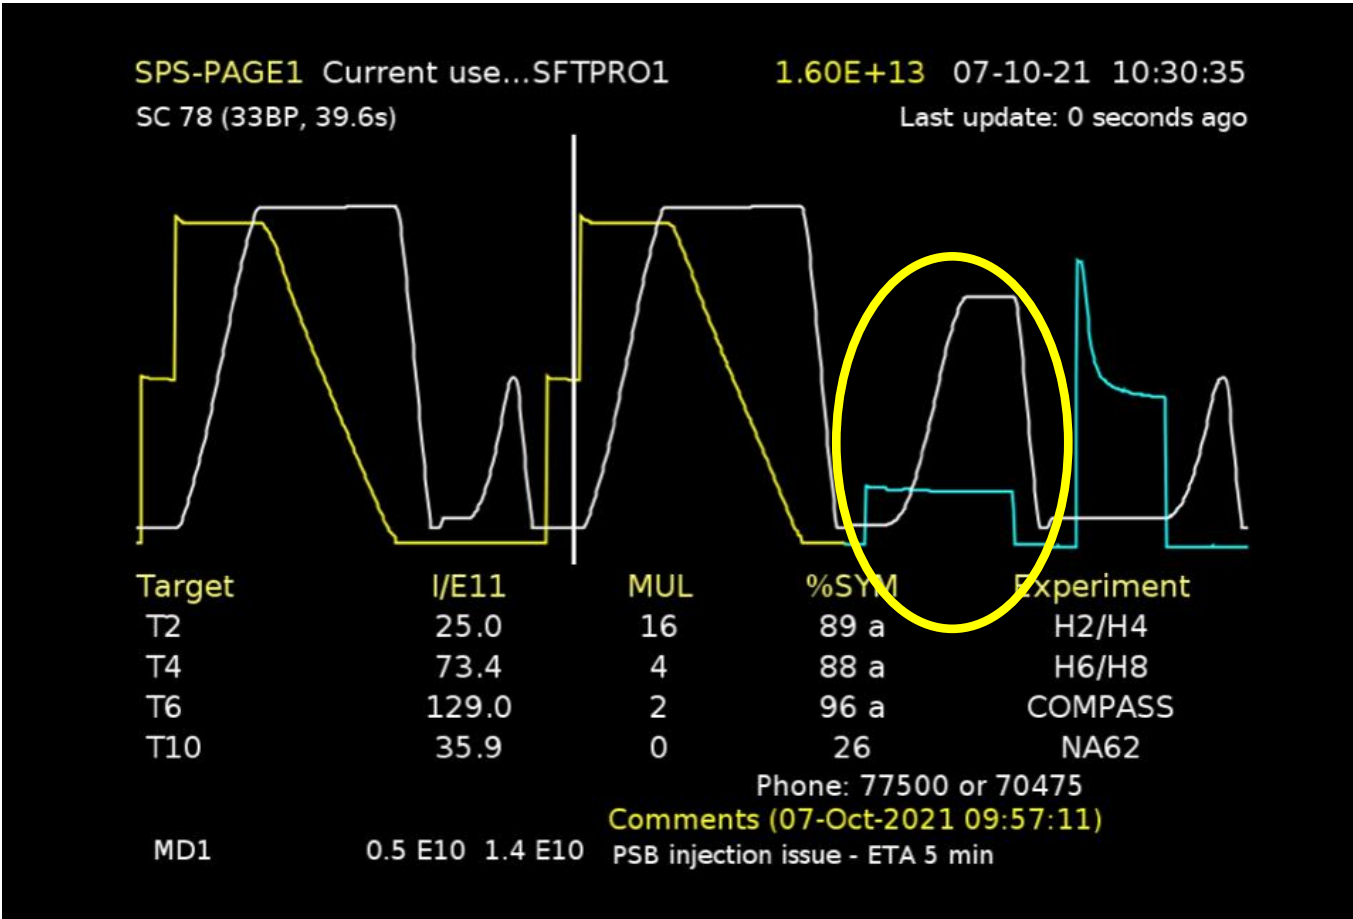 SPS-PAGE1 Current use...SFTPRO1 1.60E+13 07-10-21 10:30:35
SC 78 (33BP, 39.6s) Last update: 0 seconds ago
Target I/E11 MUL %SYM Experiment
T2 25.0 16 89 a H2/H4
T4 73.4 4 88 a H6/H8
T6 129.0 2 96 a COMPASS
T10 35.9 0 26 NA62
Phone: 77500 or 70475
Comments (07-Oct-2021 09:57:11)
MD1 0.5 E10 1.4 E10 PSB injection issue - ETA 5 min